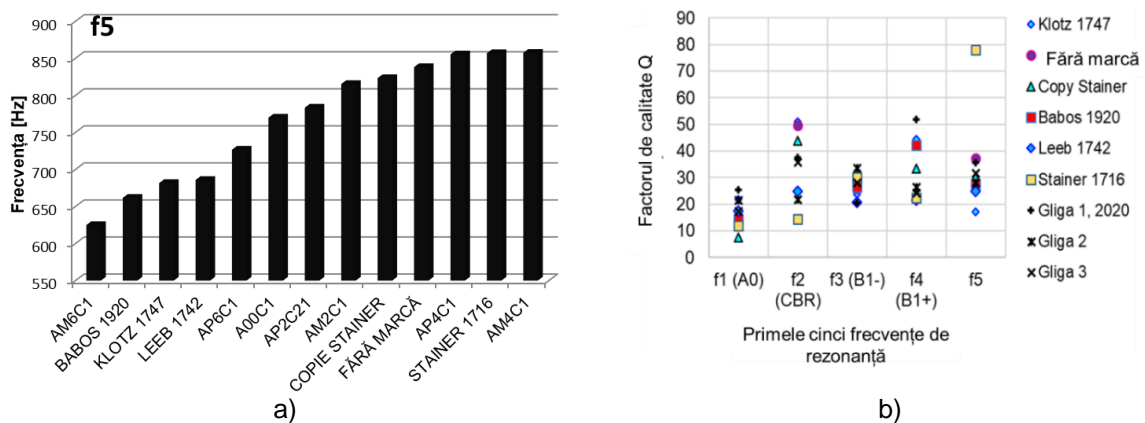 f5
Frecvența [Hz]
900
850
800
750
700
650
600
550
AM6C1
BABOS 1920
KLOTZ 1747
LEEB 1742
AP6C1
A00C1
AP2C21
AM2C1
COPIE STAINER
FĂRĂ MARCĂ
AP4C1
STAINER 1716
AM4C1
a)
Factorul de calitate Q
90
80
70
60
50
40
30
20
10
0
f1 (A0)
f2
(CBR)
f3 (B1-)
f4
(B1+)
f5
Primele cinci frecvențe de
rezonanță
Klotz 1747
Fără marcă
Copy Stainer
Babos 1920
Leeb 1742
Stainer 1716
Gliga 1, 2020
Gliga 2
Gliga 3
b)